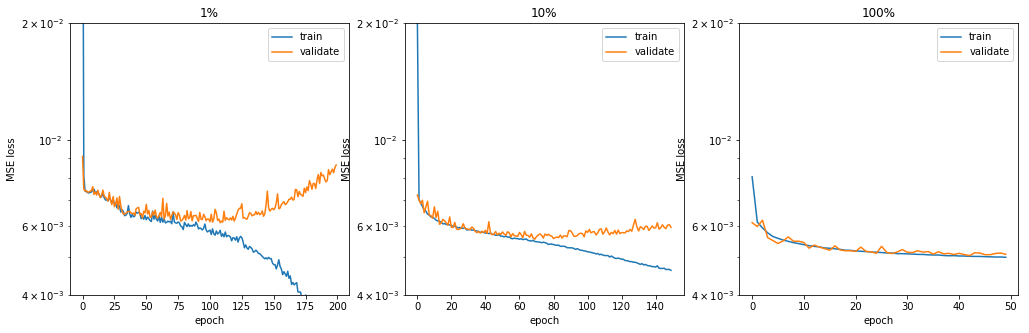 1%
MSE loss
2 × 10⁻²
10⁻²
6 × 10⁻³
4 × 10⁻³
train
validate
0 25 50 75 100 125 150 175 200
epoch
10%
MSE loss
2 × 10⁻²
10⁻²
6 × 10⁻³
4 × 10⁻³
train
validate
0 20 40 60 80 100 120 140
epoch
100%
MSE loss
2 × 10⁻²
10⁻²
6 × 10⁻³
4 × 10⁻³
train
validate
0 10 20 30 40 50
epoch